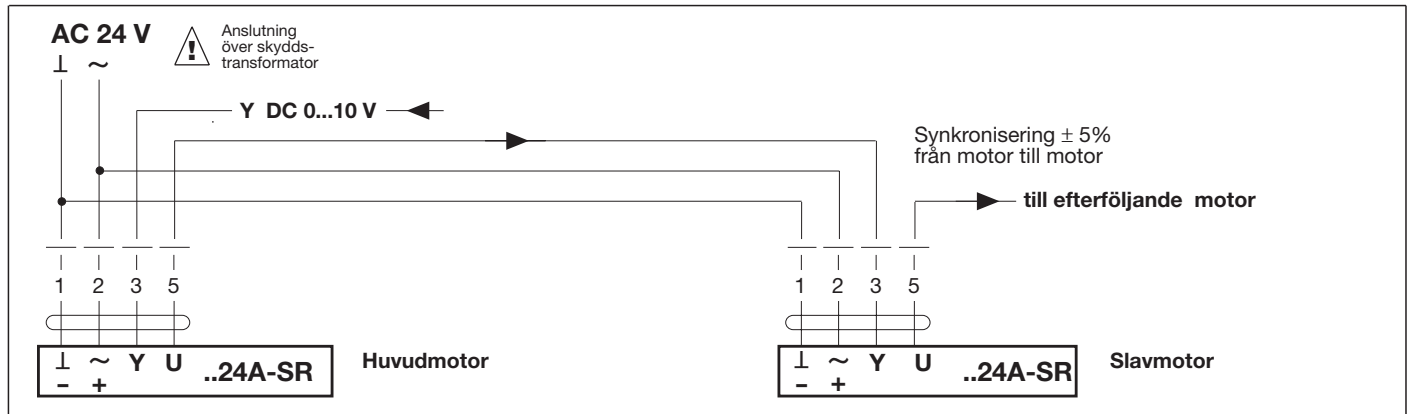 AC 24 V
⊥ ~
Anslutning
över skydds-
transformator
Y DC 0...10 V
Synkronisering ± 5%
från motor till motor
till efterföljande motor
1 2 3 5
1 2 3 5
⊥ ~ Y U
- +
..24A-SR
Huvudmotor
⊥ ~ Y U
- +
..24A-SR
Slavmotor